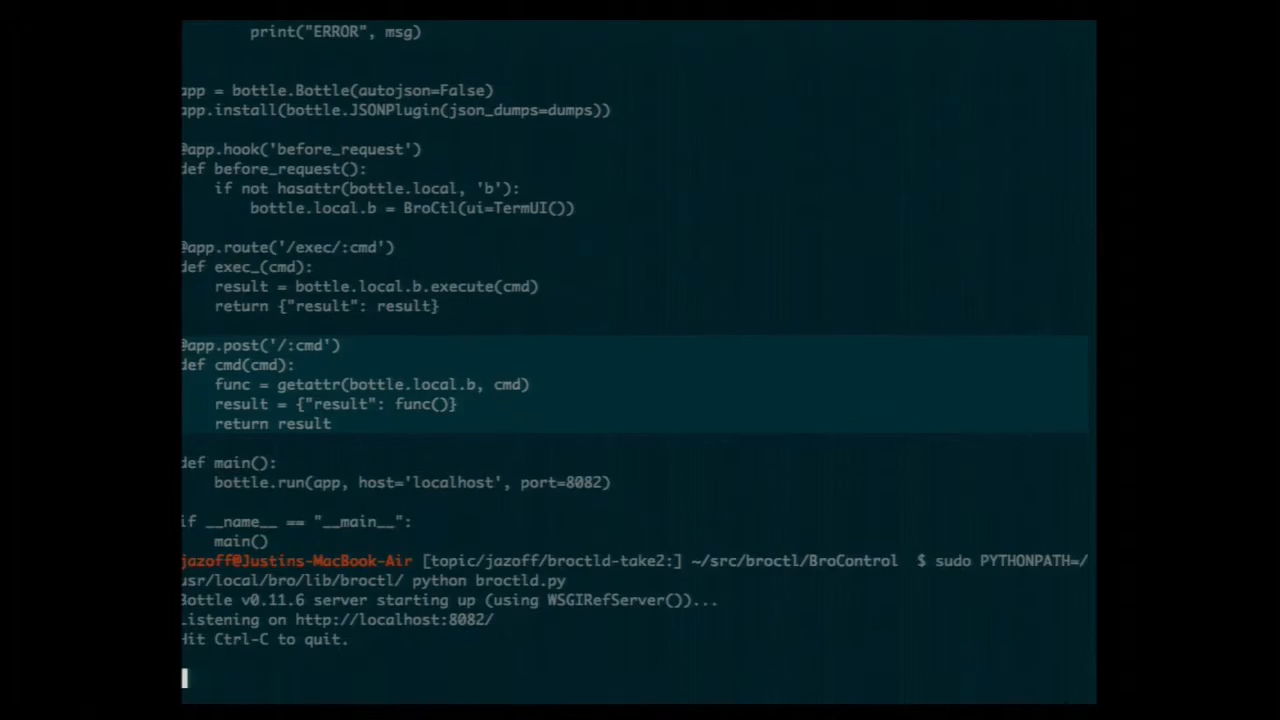 print("ERROR", msg)
app = bottle.Bottle(autojson=False)
app.install(bottle.JSONPlugin(json_dumps=dumps))
@app.hook('before_request')
def before_request():
if not hasattr(bottle.local, 'b'):
bottle.local.b = BroCtl(ui=TermUI())
@app.route('/exec/:cmd')
def exec_(cmd):
result = bottle.local.b.execute(cmd)
return {"result": result}
@app.post('/:cmd')
def cmd(cmd):
func = getattr(bottle.local.b, cmd)
result = {"result": func()}
return result
def main():
bottle.run(app, host='localhost', port=8082)
if __name__ == "__main__":
main()
jazoff@Justins-MacBook-Air [topic/jazoff/broctld-take2:] ~/src/broctl/BroControl $ sudo PYTHONPATH=/
usr/local/bro/lib/broctl/ python broctld.py
Bottle v0.11.6 server starting up (using WSGIRefServer())...
Listening on http://localhost:8082/
Hit Ctrl-C to quit.